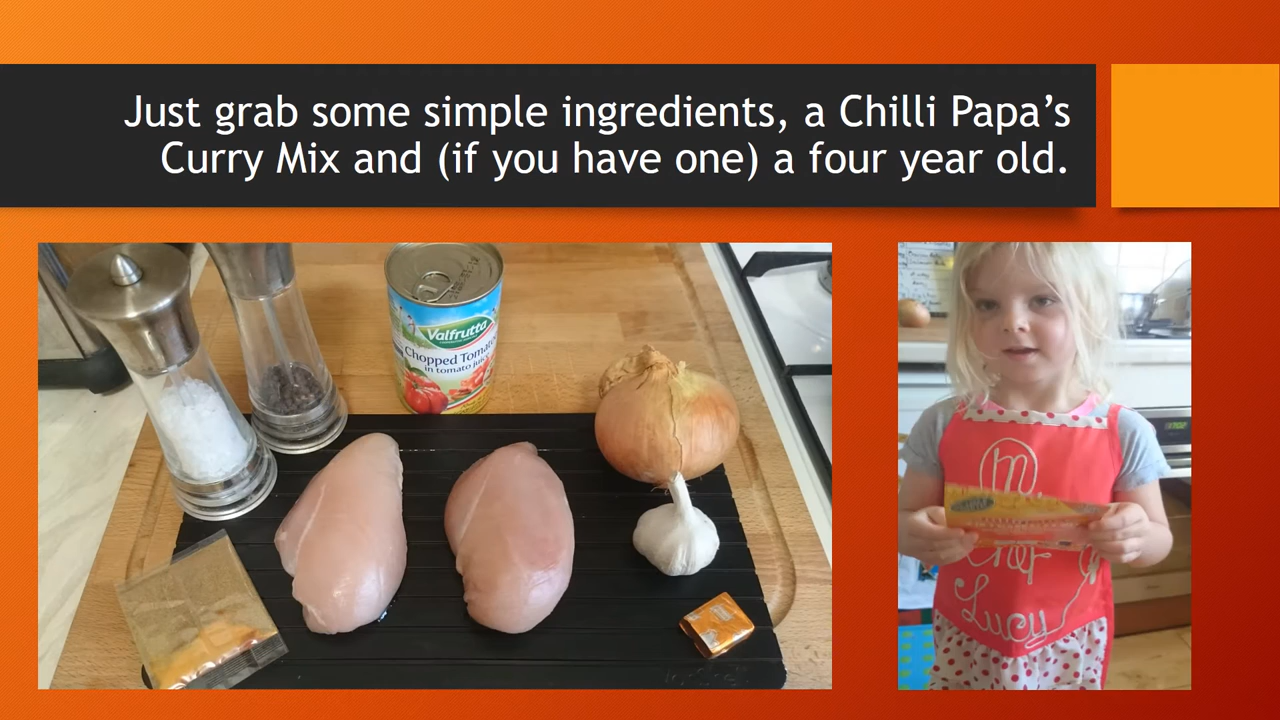 Just grab some simple ingredients, a Chilli Papa’s
Curry Mix and (if you have one) a four year old.
Valfrutta
Chopped Tomato
in tomato juice
Chef
Lucy